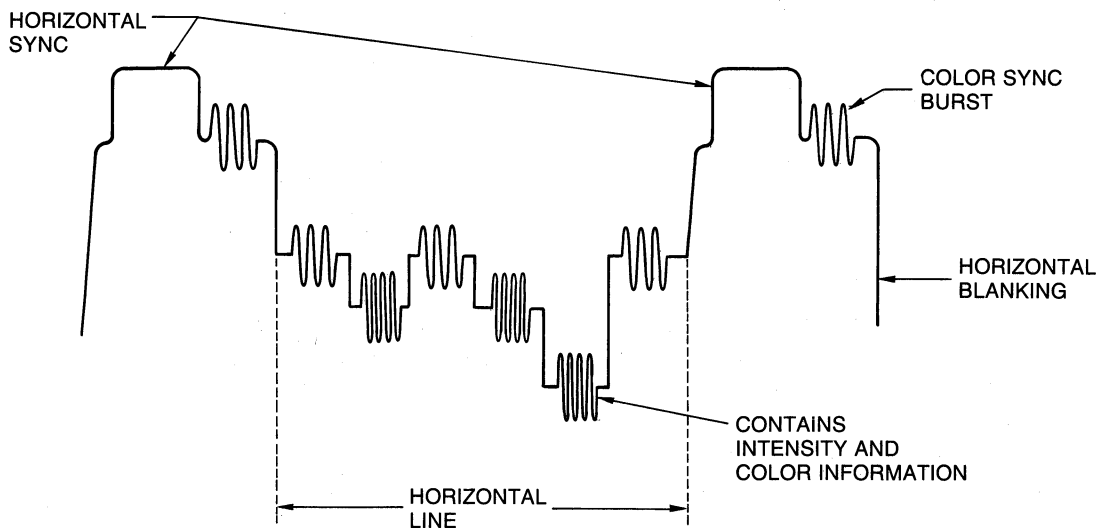 HORIZONTAL
SYNC
COLOR SYNC
BURST
HORIZONTAL
BLANKING
CONTAINS
INTENSITY AND
COLOR INFORMATION
HORIZONTAL
LINE